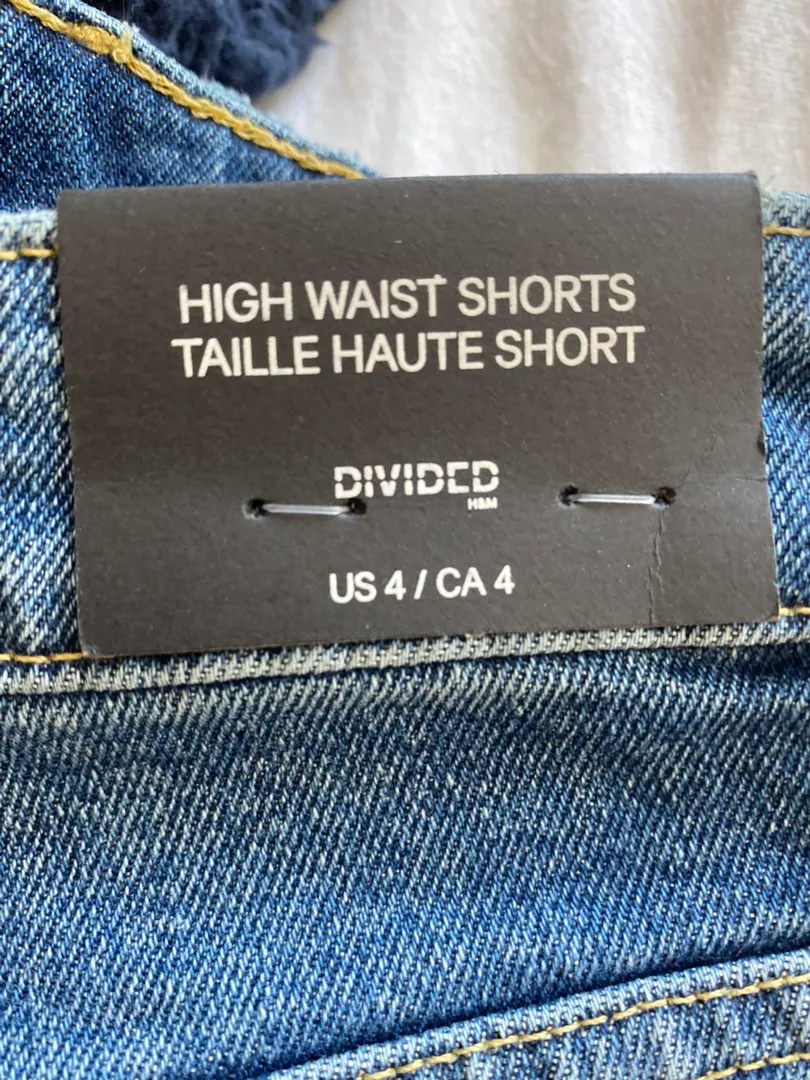 HIGH WAIST SHORTS
TAILLE HAUTE SHORT
DIVIDED
H&M
US 4 / CA 4